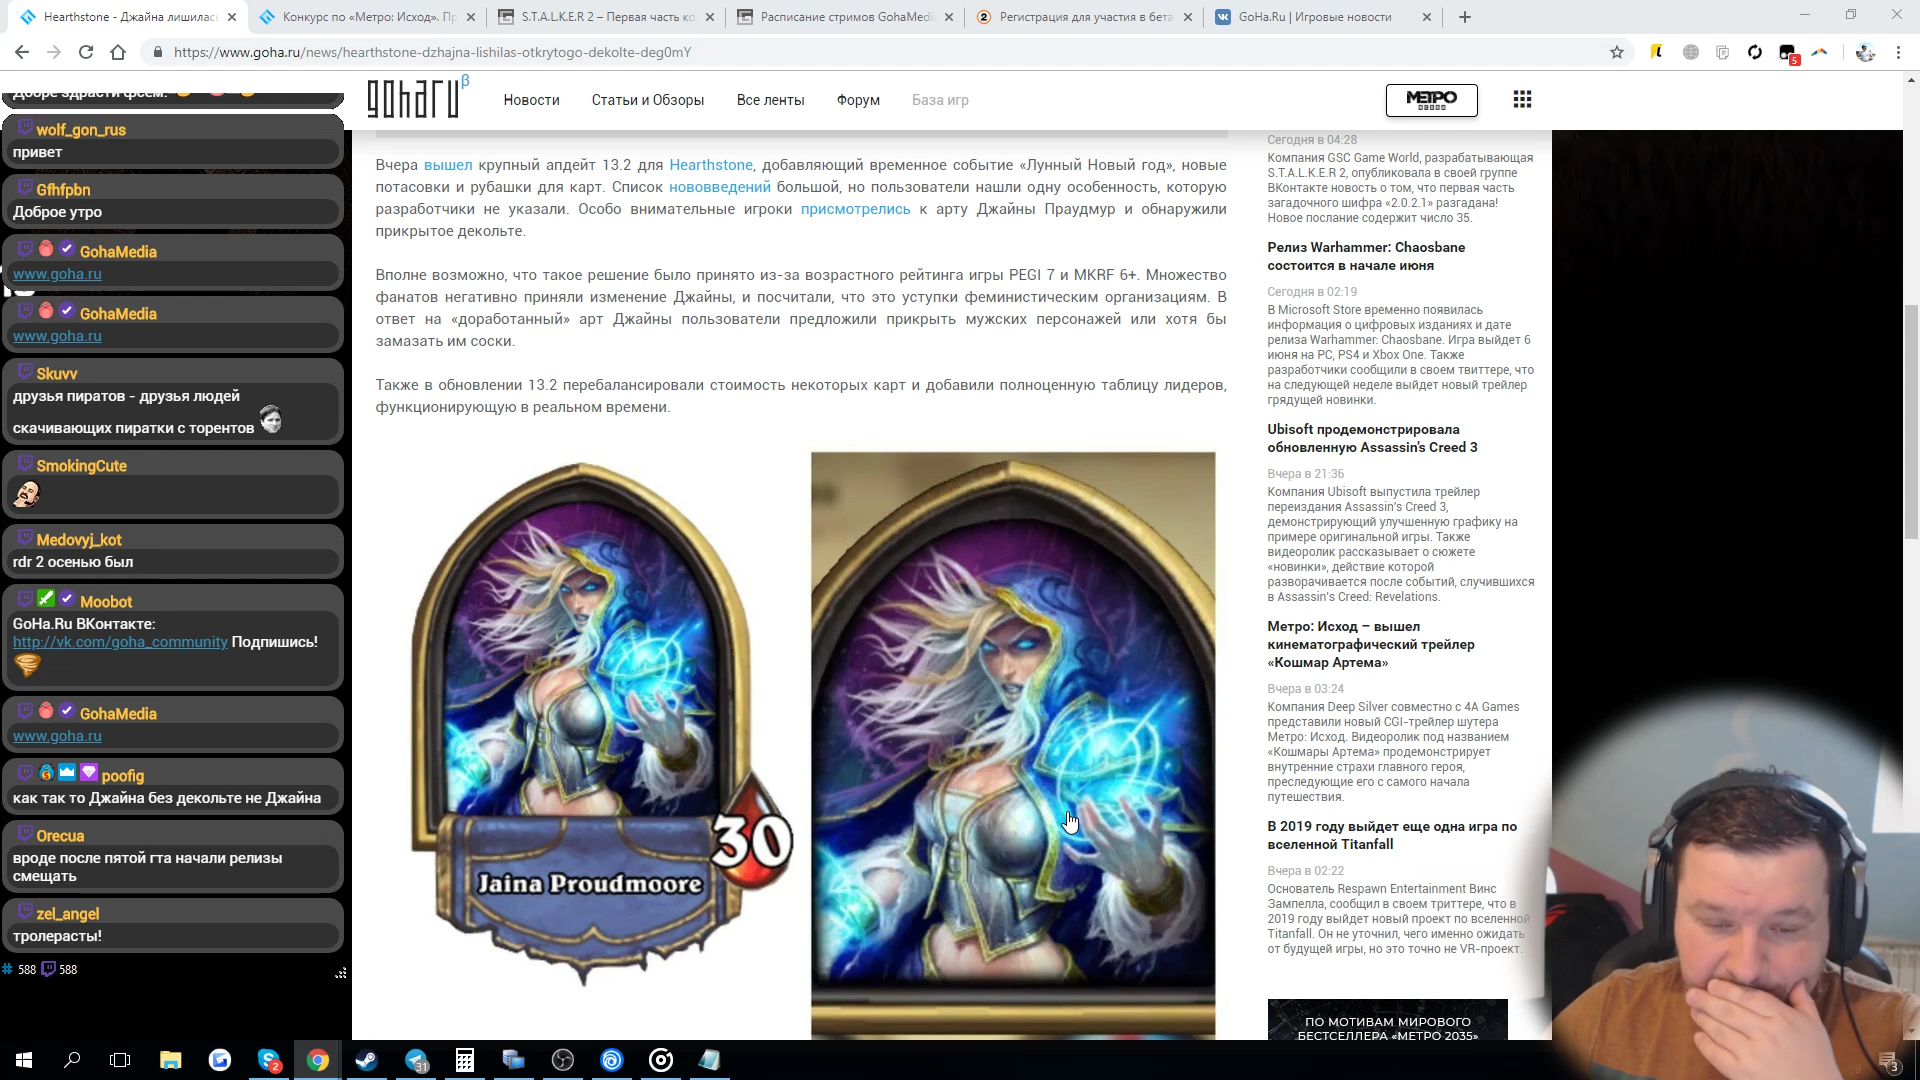 Hearthstone - Джайна лишилась
Конкурс по «Метро: Исход». Пр
S.T.A.L.K.E.R 2 – Первая часть ко
Расписание стримов GohaMedi
Регистрация для участия в бета
GoHa.Ru | Игровые новости
https://www.goha.ru/news/hearthstone-dzhajna-lishilas-otkrytogo-dekolte-deg0mY
5
goharu β
Новости
Статьи и Обзоры
Все ленты
Форум
База игр
МЕТРО
wolf_gon_rus
привет
Gfhfpbn
Доброе утро
GohaMedia
www.goha.ru
GohaMedia
www.goha.ru
Skuvv
друзья пиратов - друзья людей
скачивающих пиратки с торентов
SmokingCute
Medovyj_kot
rdr 2 осенью был
Moobot
GoHa.Ru ВКонтакте:
http://vk.com/goha_community Подпишись!
GohaMedia
www.goha.ru
poofig
как так то Джайна без декольте не Джайна
Orecua
вроде после пятой гта начали релизы
смещать
zel_angel
тролерасты!
# 588 588
Вчера вышел крупный апдейт 13.2 для Hearthstone, добавляющий временное событие «Лунный Новый год», новые
потасовки и рубашки для карт. Список нововведений большой, но пользователи нашли одну особенность, которую
разработчики не указали. Особо внимательные игроки присмотрелись к арту Джайны Праудмур и обнаружили
прикрытое декольте.
Вполне возможно, что такое решение было принято из-за возрастного рейтинга игры PEGI 7 и MKRF 6+. Множество
фанатов негативно приняли изменение Джайны, и посчитали, что это уступки феминистическим организациям. В
ответ на «доработанный» арт Джайны пользователи предложили прикрыть мужских персонажей или хотя бы
замазать им соски.
Также в обновлении 13.2 перебалансировали стоимость некоторых карт и добавили полноценную таблицу лидеров,
функционирующую в реальном времени.
30
Jaina Proudmoore
Сегодня в 04:28
Компания GSC Game World, разрабатывающая
S.T.A.L.K.E.R 2, опубликовала в своей группе
ВКонтакте новость о том, что первая часть
загадочного шифра «2.0.2.1» разгадана!
Новое послание содержит число 35.
Релиз Warhammer: Chaosbane
состоится в начале июня
Сегодня в 02:19
В Microsoft Store временно появилась
информация о цифровых изданиях и дате
релиза Warhammer: Chaosbane. Игра выйдет 6
июня на PC, PS4 и Xbox One. Также
разработчики сообщили в своем твиттере, что
на следующей неделе выйдет новый трейлер
грядущей новинки.
Ubisoft продемонстрировала
обновленную Assassin's Creed 3
Вчера в 21:36
Компания Ubisoft выпустила трейлер
переиздания Assassin's Creed 3,
демонстрирующий улучшенную графику на
примере оригинальной игры. Также
видеоролик рассказывает о сюжете
«новинки», действие которой
разворачивается после событий, случившихся
в Assassin's Creed: Revelations.
Метро: Исход – вышел
кинематографический трейлер
«Кошмар Артема»
Вчера в 03:24
Компания Deep Silver совместно с 4A Games
представили новый CGI-трейлер шутера
Метро: Исход. Видеоролик под названием
«Кошмары Артема» продемонстрирует
внутренние страхи главного героя,
преследующие его с самого начала
путешествия.
В 2019 году выйдет еще одна игра по
вселенной Titanfall
Вчера в 02:22
Основатель Respawn Entertainment Винс
Зампелла, сообщил в своем триттере, что в
2019 году выйдет новый проект по вселенной
Titanfall. Он не уточнил, чего именно ожидать
от будущей игры, но это точно не VR-проект.
ПО МОТИВАМ МИРОВОГО
БЕСТСЕЛЛЕРА «МЕТРО 2035»
2
31
3